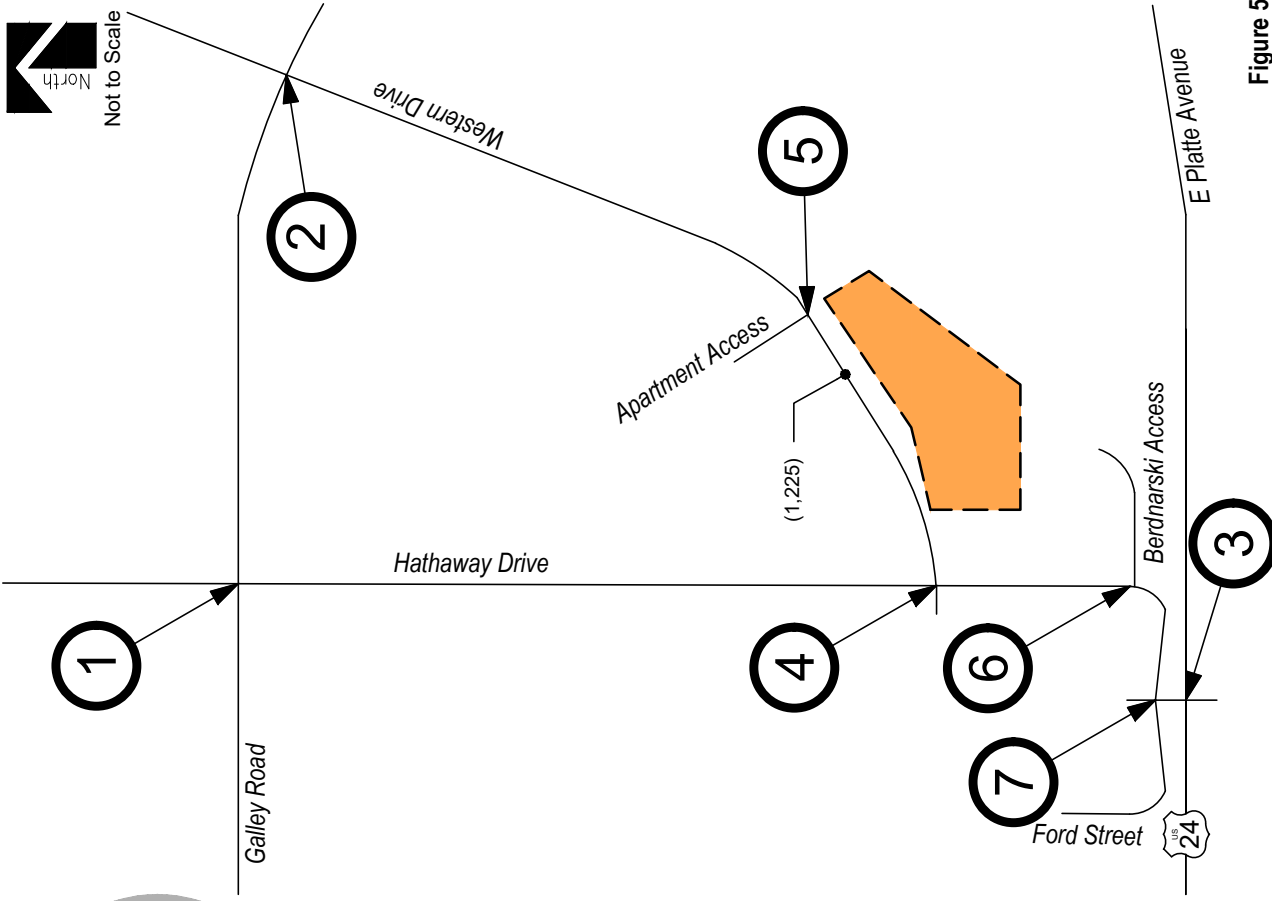 North
Not to Scale
Western Drive
2
5
Apartment Access
(1,225)
E Platte Avenue
Figure 5
Hathaway Drive
Berdnarski Access
1
4
6
3
7
Galley Road
Ford Street
US
24